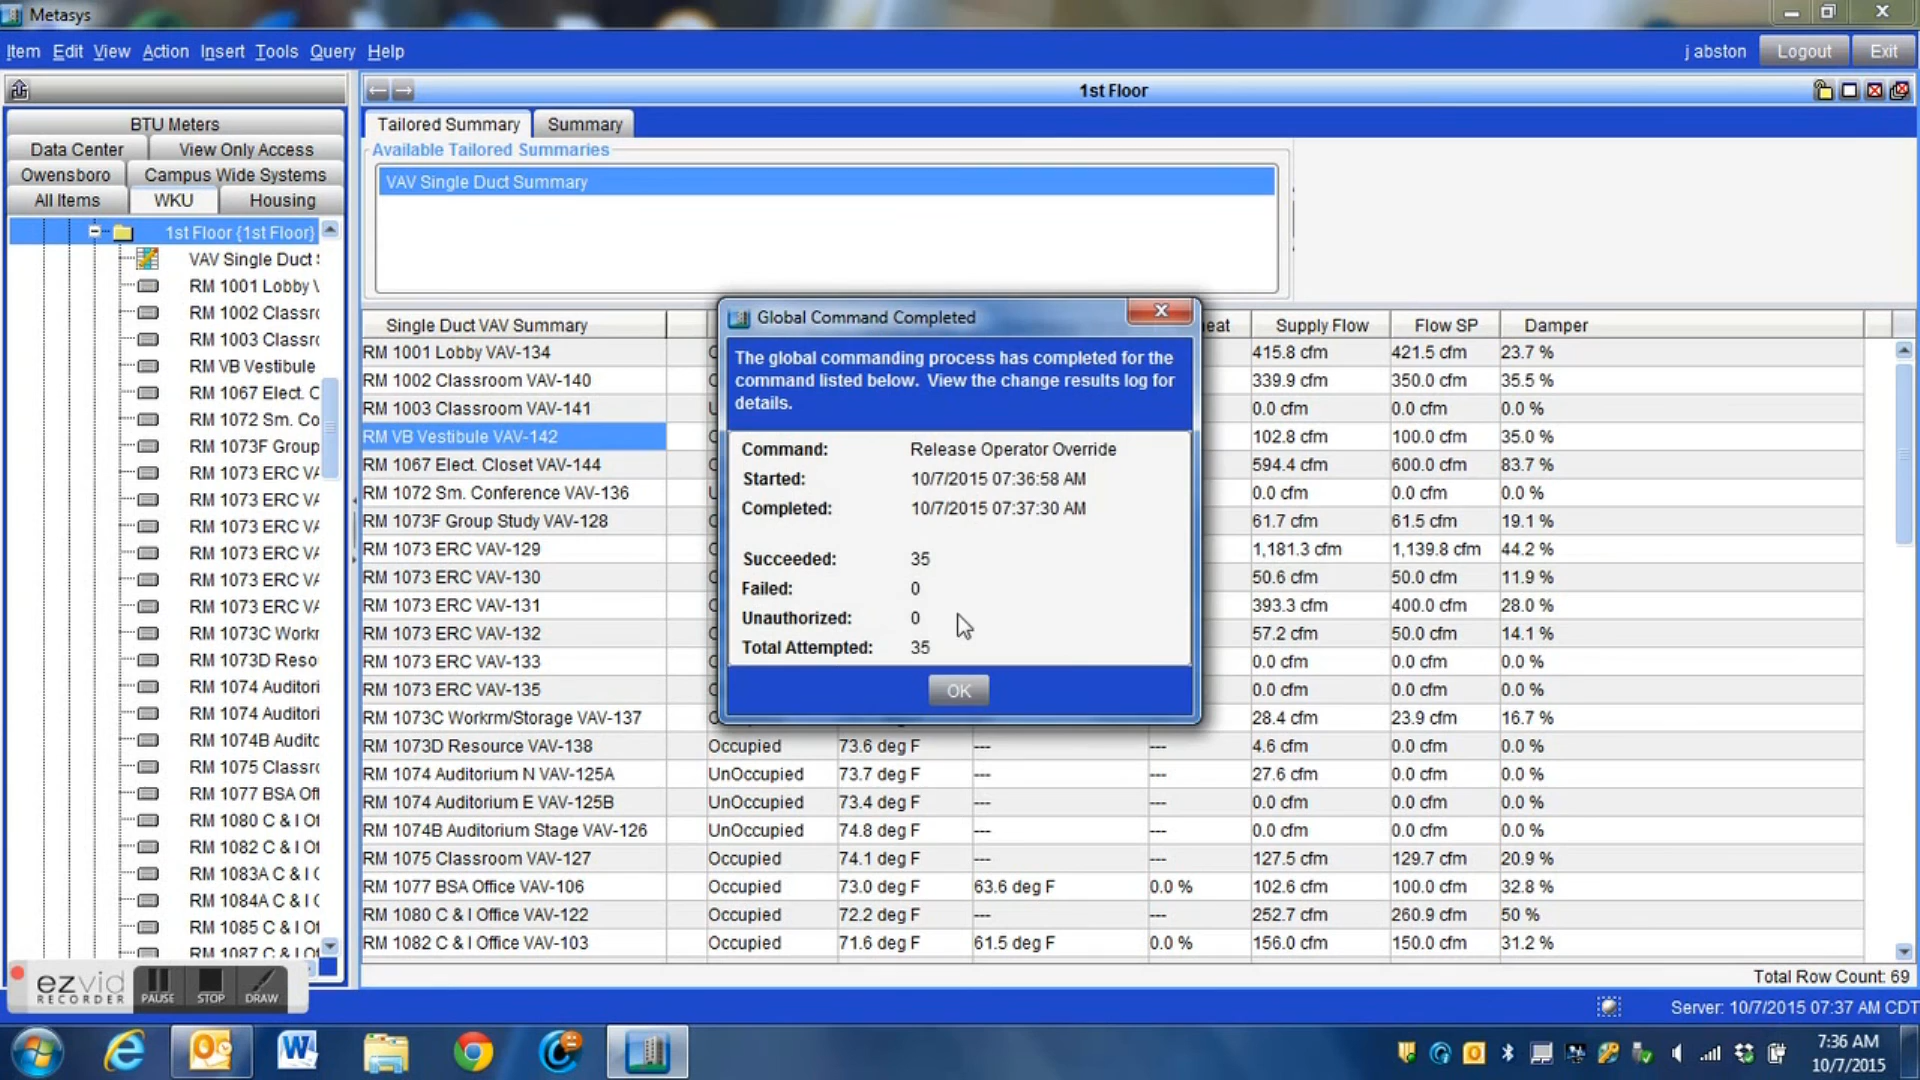 Metasys
Item Edit View Action Insert Tools Query Help
j abston Logout Exit
1st Floor
BTU Meters
Data Center View Only Access
Owensboro Campus Wide Systems
All Items WKU Housing
1st Floor {1st Floor}
VAV Single Duct
RM 1001 Lobby
RM 1002 Classr
RM 1003 Classr
RM VB Vestibule
RM 1067 Elect. C
RM 1072 Sm. Co
RM 1073F Group
RM 1073 ERC VA
RM 1073 ERC VA
RM 1073 ERC VA
RM 1073 ERC VA
RM 1073 ERC VA
RM 1073 ERC VA
RM 1073C Workr
RM 1073D Reso
RM 1074 Auditori
RM 1074 Auditori
RM 1074B Audito
RM 1075 Classr
RM 1077 BSA Off
RM 1080 C & I Of
RM 1082 C & I Of
RM 1083A C & I
RM 1084A C & I
RM 1085 C & I Of
RM 1087 C & I Of
Tailored Summary Summary
Available Tailored Summaries
VAV Single Duct Summary
Single Duct VAV Summary eat Supply Flow Flow SP Damper
RM 1001 Lobby VAV-134 415.8 cfm 421.5 cfm 23.7 %
RM 1002 Classroom VAV-140 339.9 cfm 350.0 cfm 35.5 %
RM 1003 Classroom VAV-141 0.0 cfm 0.0 cfm 0.0 %
RM VB Vestibule VAV-142 102.8 cfm 100.0 cfm 35.0 %
RM 1067 Elect. Closet VAV-144 594.4 cfm 600.0 cfm 83.7 %
RM 1072 Sm. Conference VAV-136 0.0 cfm 0.0 cfm 0.0 %
RM 1073F Group Study VAV-128 61.7 cfm 61.5 cfm 19.1 %
RM 1073 ERC VAV-129 1,181.3 cfm 1,139.8 cfm 44.2 %
RM 1073 ERC VAV-130 50.6 cfm 50.0 cfm 11.9 %
RM 1073 ERC VAV-131 393.3 cfm 400.0 cfm 28.0 %
RM 1073 ERC VAV-132 57.2 cfm 50.0 cfm 14.1 %
RM 1073 ERC VAV-133 0.0 cfm 0.0 cfm 0.0 %
RM 1073 ERC VAV-135 0.0 cfm 0.0 cfm 0.0 %
RM 1073C Workrm/Storage VAV-137 28.4 cfm 23.9 cfm 16.7 %
RM 1073D Resource VAV-138 Occupied 73.6 deg F --- --- 4.6 cfm 0.0 cfm 0.0 %
RM 1074 Auditorium N VAV-125A UnOccupied 73.7 deg F --- --- 27.6 cfm 0.0 cfm 0.0 %
RM 1074 Auditorium E VAV-125B UnOccupied 73.4 deg F --- --- 0.0 cfm 0.0 cfm 0.0 %
RM 1074B Auditorium Stage VAV-126 UnOccupied 74.8 deg F --- --- 0.0 cfm 0.0 cfm 0.0 %
RM 1075 Classroom VAV-127 Occupied 74.1 deg F --- --- 127.5 cfm 129.7 cfm 20.9 %
RM 1077 BSA Office VAV-106 Occupied 73.0 deg F 63.6 deg F 0.0 % 102.6 cfm 100.0 cfm 32.8 %
RM 1080 C & I Office VAV-122 Occupied 72.2 deg F --- --- 252.7 cfm 260.9 cfm 50 %
RM 1082 C & I Office VAV-103 Occupied 71.6 deg F 61.5 deg F 0.0 % 156.0 cfm 150.0 cfm 31.2 %
Global Command Completed
The global commanding process has completed for the
command listed below. View the change results log for
details.
Command: Release Operator Override
Started: 10/7/2015 07:36:58 AM
Completed: 10/7/2015 07:37:30 AM
Succeeded: 35
Failed: 0
Unauthorized: 0
Total Attempted: 35
OK
Total Row Count: 69
ezvid
RECORDER PAUSE STOP DRAW
Server: 10/7/2015 07:37 AM CDT
7:36 AM
10/7/2015